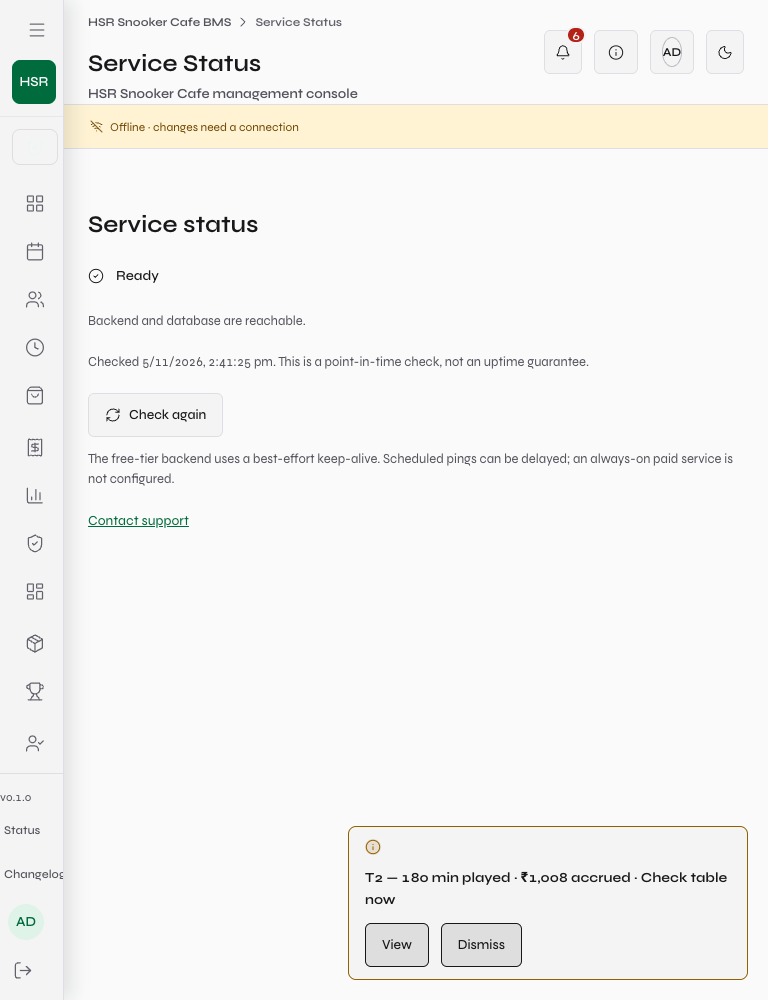 HSR Snooker Cafe BMS > Service Status
Service Status
HSR Snooker Cafe management console
6
AD
HSR
Offline · changes need a connection
Service status
Ready
Backend and database are reachable.
Checked 5/11/2026, 2:41:25 pm. This is a point-in-time check, not an uptime guarantee.
Check again
The free-tier backend uses a best-effort keep-alive. Scheduled pings can be delayed; an always-on paid service is
not configured.
Contact support
v0.1.0
Status
Changelog
AD
T2 — 180 min played · ₹1,008 accrued · Check table
now
View Dismiss